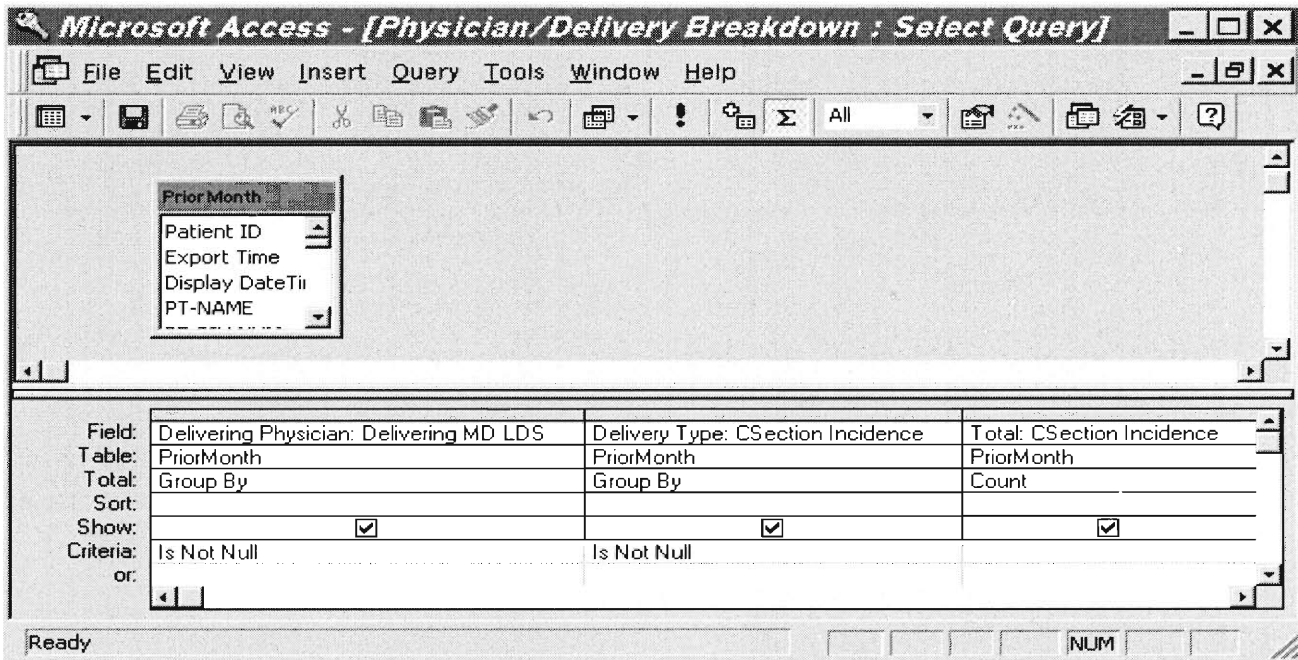 Microsoft Access - [Physician/Delivery Breakdown : Select Query]
File Edit View Insert Query Tools Window Help
ABC All
PriorMonth
Patient ID
Export Time
Display DateTi
PT-NAME
Field: Delivering Physician: Delivering MD LDS Delivery Type: CSection Incidence Total: CSection Incidence
Table: PriorMonth PriorMonth PriorMonth
Total: Group By Group By Count
Sort:
Show:
Criteria: Is Not Null Is Not Null
or:
Ready NUM